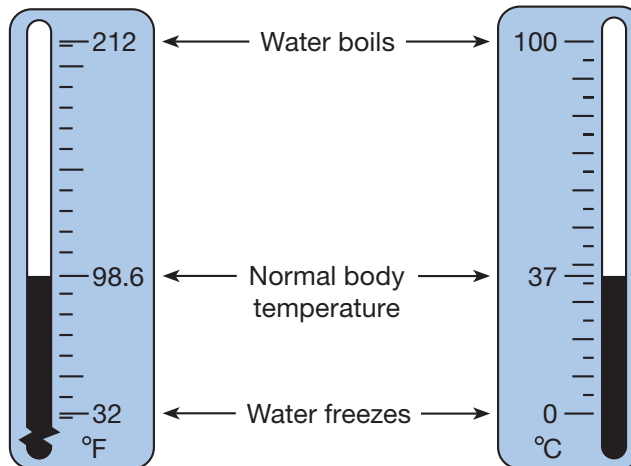 212 Water boils 100
98.6 Normal body 37
temperature
32 Water freezes 0
°F °C